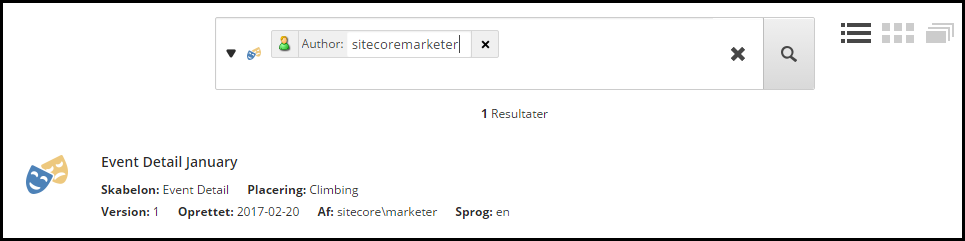 Author: sitecoremarketer
1 Resultater
Event Detail January
Skabelon: Event Detail Placering: Climbing
Version: 1 Oprettet: 2017-02-20 Af: sitecore\marketer Sprog: en